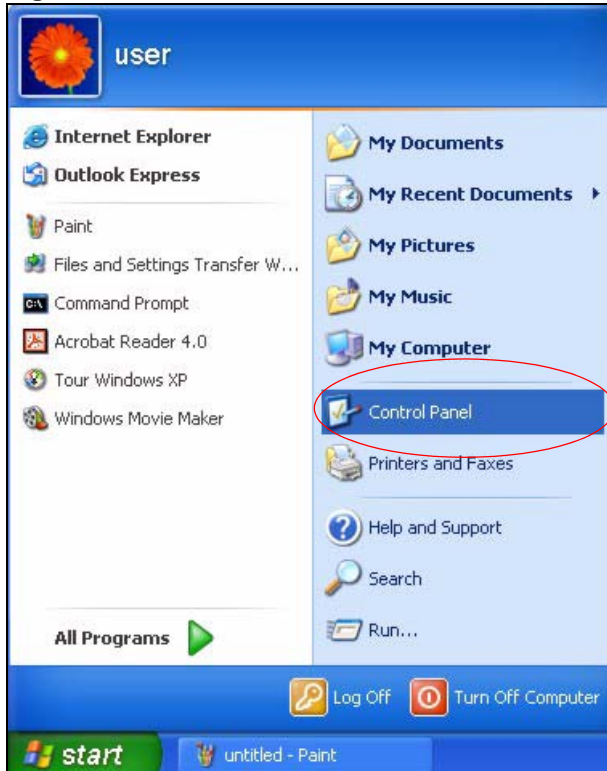 user
Internet Explorer
Outlook Express
Paint
Files and Settings Transfer W...
Command Prompt
Acrobat Reader 4.0
Tour Windows XP
Windows Movie Maker
All Programs
My Documents
My Recent Documents
My Pictures
My Music
My Computer
Control Panel
Printers and Faxes
Help and Support
Search
Run...
Log Off
Turn Off Computer
start
untitled - Paint